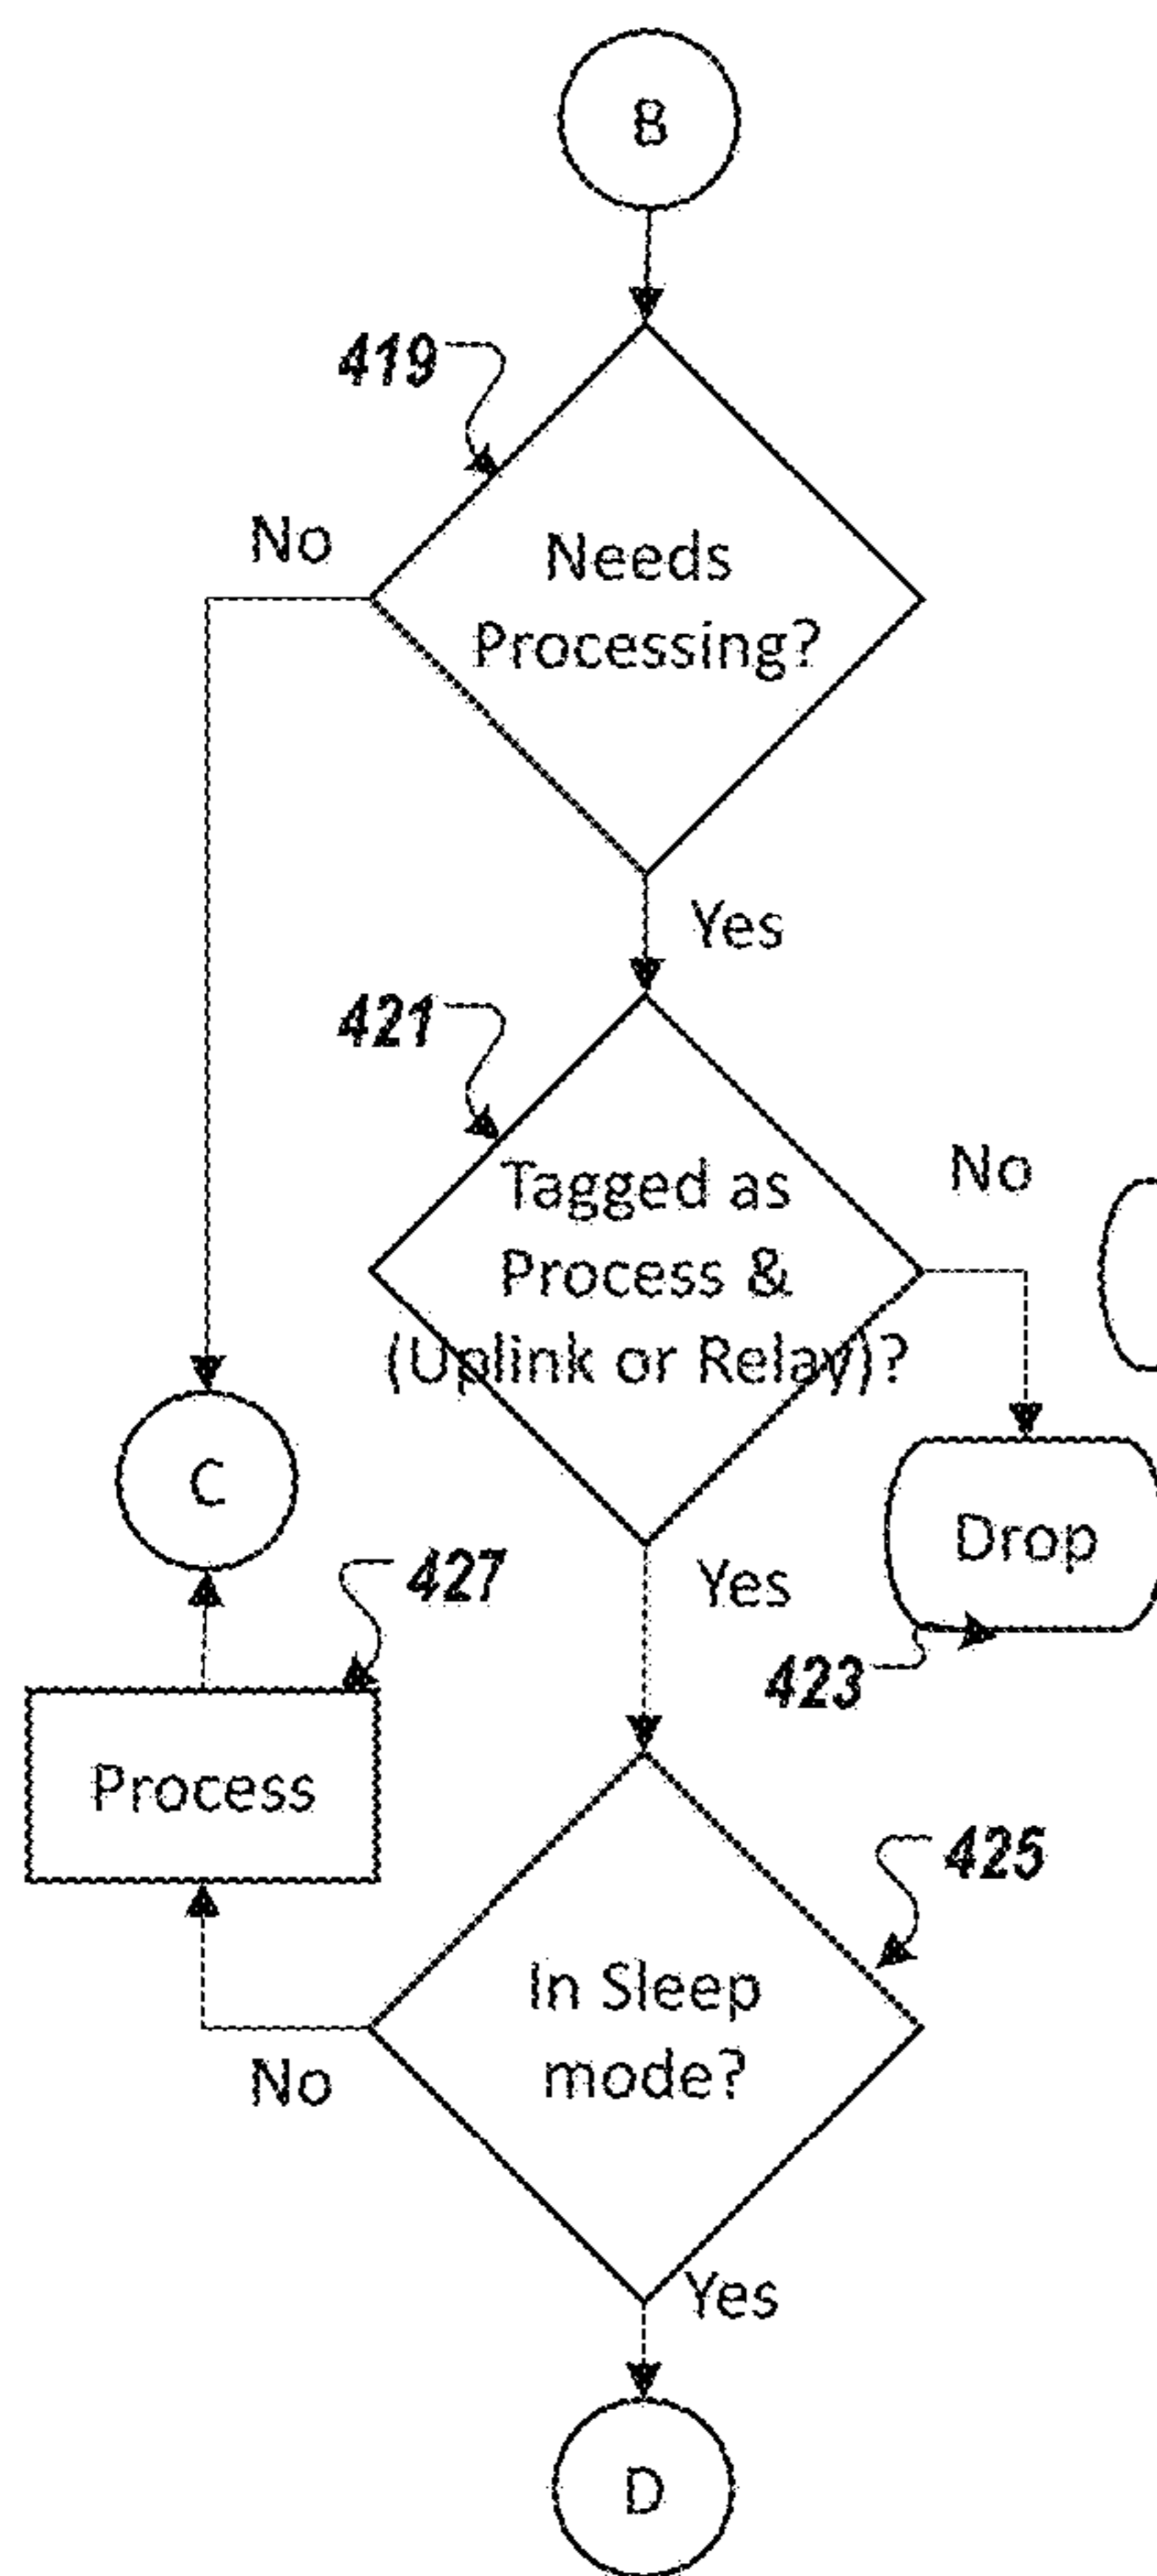 B
419
No
Needs
Processing?
Yes
421
Tagged as
Process &
(Uplink or Relay)?
No
C
Drop
427
Yes
423
Process
425
In Sleep
mode?
No
Yes
D